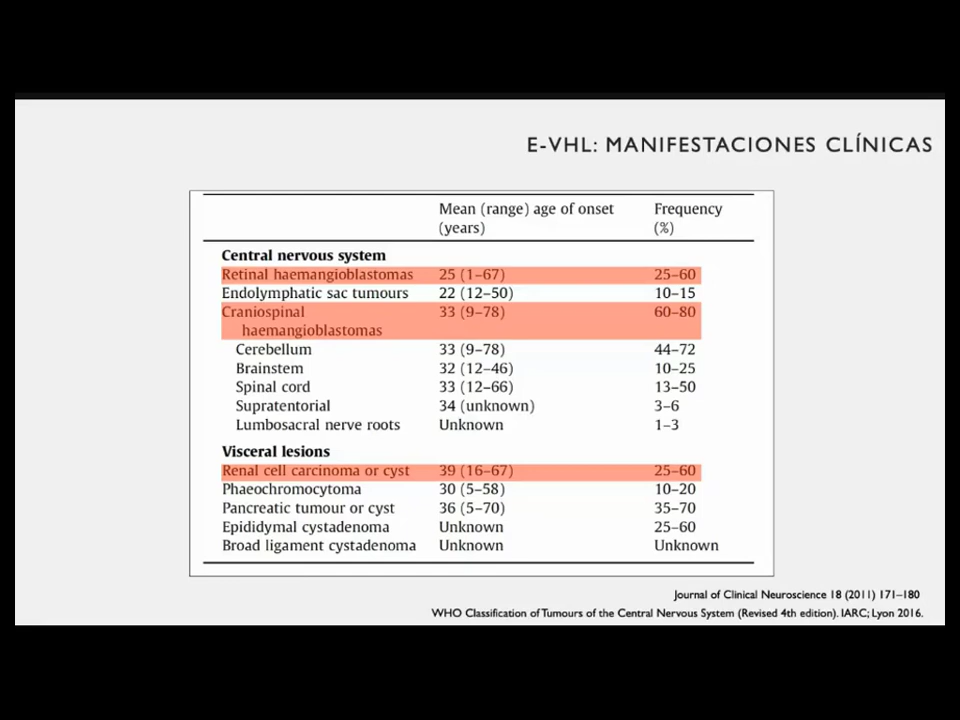 E-VHL: MANIFESTACIONES CLÍNICAS
Mean (range) age of onset Frequency
(years) (%)
Central nervous system
Retinal haemangioblastomas 25 (1–67) 25–60
Endolymphatic sac tumours 22 (12–50) 10–15
Craniospinal 33 (9–78) 60–80
haemangioblastomas
Cerebellum 33 (9–78) 44–72
Brainstem 32 (12–46) 10–25
Spinal cord 33 (12–66) 13–50
Supratentorial 34 (unknown) 3–6
Lumbosacral nerve roots Unknown 1–3
Visceral lesions
Renal cell carcinoma or cyst 39 (16–67) 25–60
Phaeochromocytoma 30 (5–58) 10–20
Pancreatic tumour or cyst 36 (5–70) 35–70
Epididymal cystadenoma Unknown 25–60
Broad ligament cystadenoma Unknown Unknown
Journal of Clinical Neuroscience 18 (2011) 171–180
WHO Classification of Tumours of the Central Nervous System (Revised 4th edition). IARC; Lyon 2016.